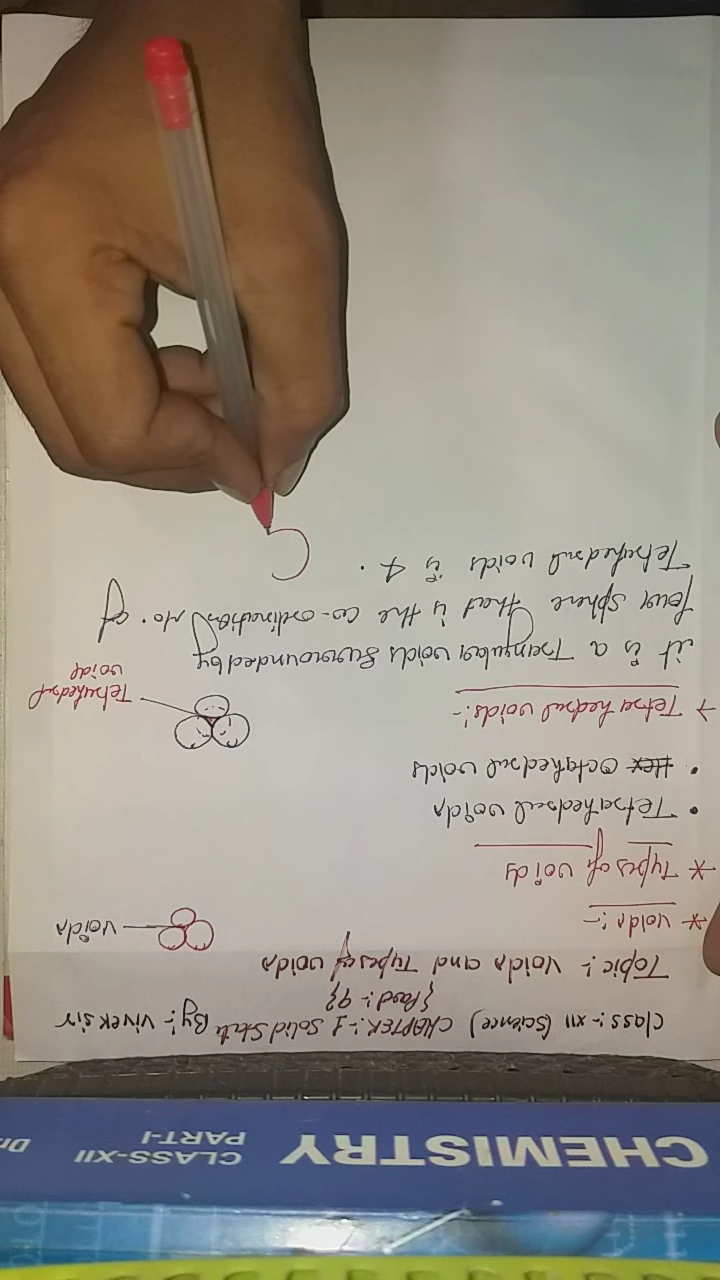 CHEMISTRY
CLASS-XII
PART-I
Class:- XII (Science) CHAPTER:-1 Solid State By:- Vivek sir
{Part:-9}
Topic:- Voids and Types of voids
* Voids:-
voids
* Types of voids
• Tetrahedral voids
• Hex Octahedral voids
→ Tetrahedral voids:-
Tetrahedral
void
it is a Triangular voids Surrounded by
four sphere that is the co-ordination No. of
Tetrahedral voids is 4.